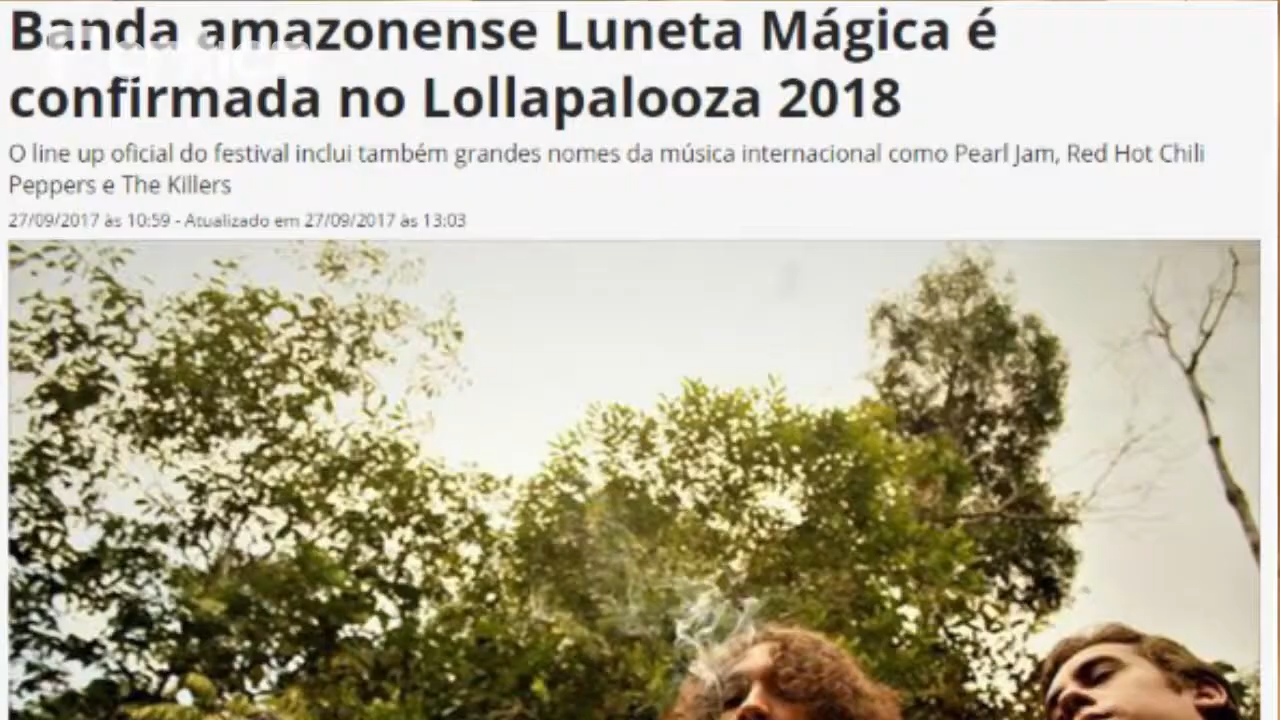 Banda amazonense Luneta Mágica é
confirmada no Lollapalooza 2018
O line up oficial do festival inclui também grandes nomes da música internacional como Pearl Jam, Red Hot Chili
Peppers e The Killers
27/09/2017 às 10:59 - Atualizado em 27/09/2017 às 13:03